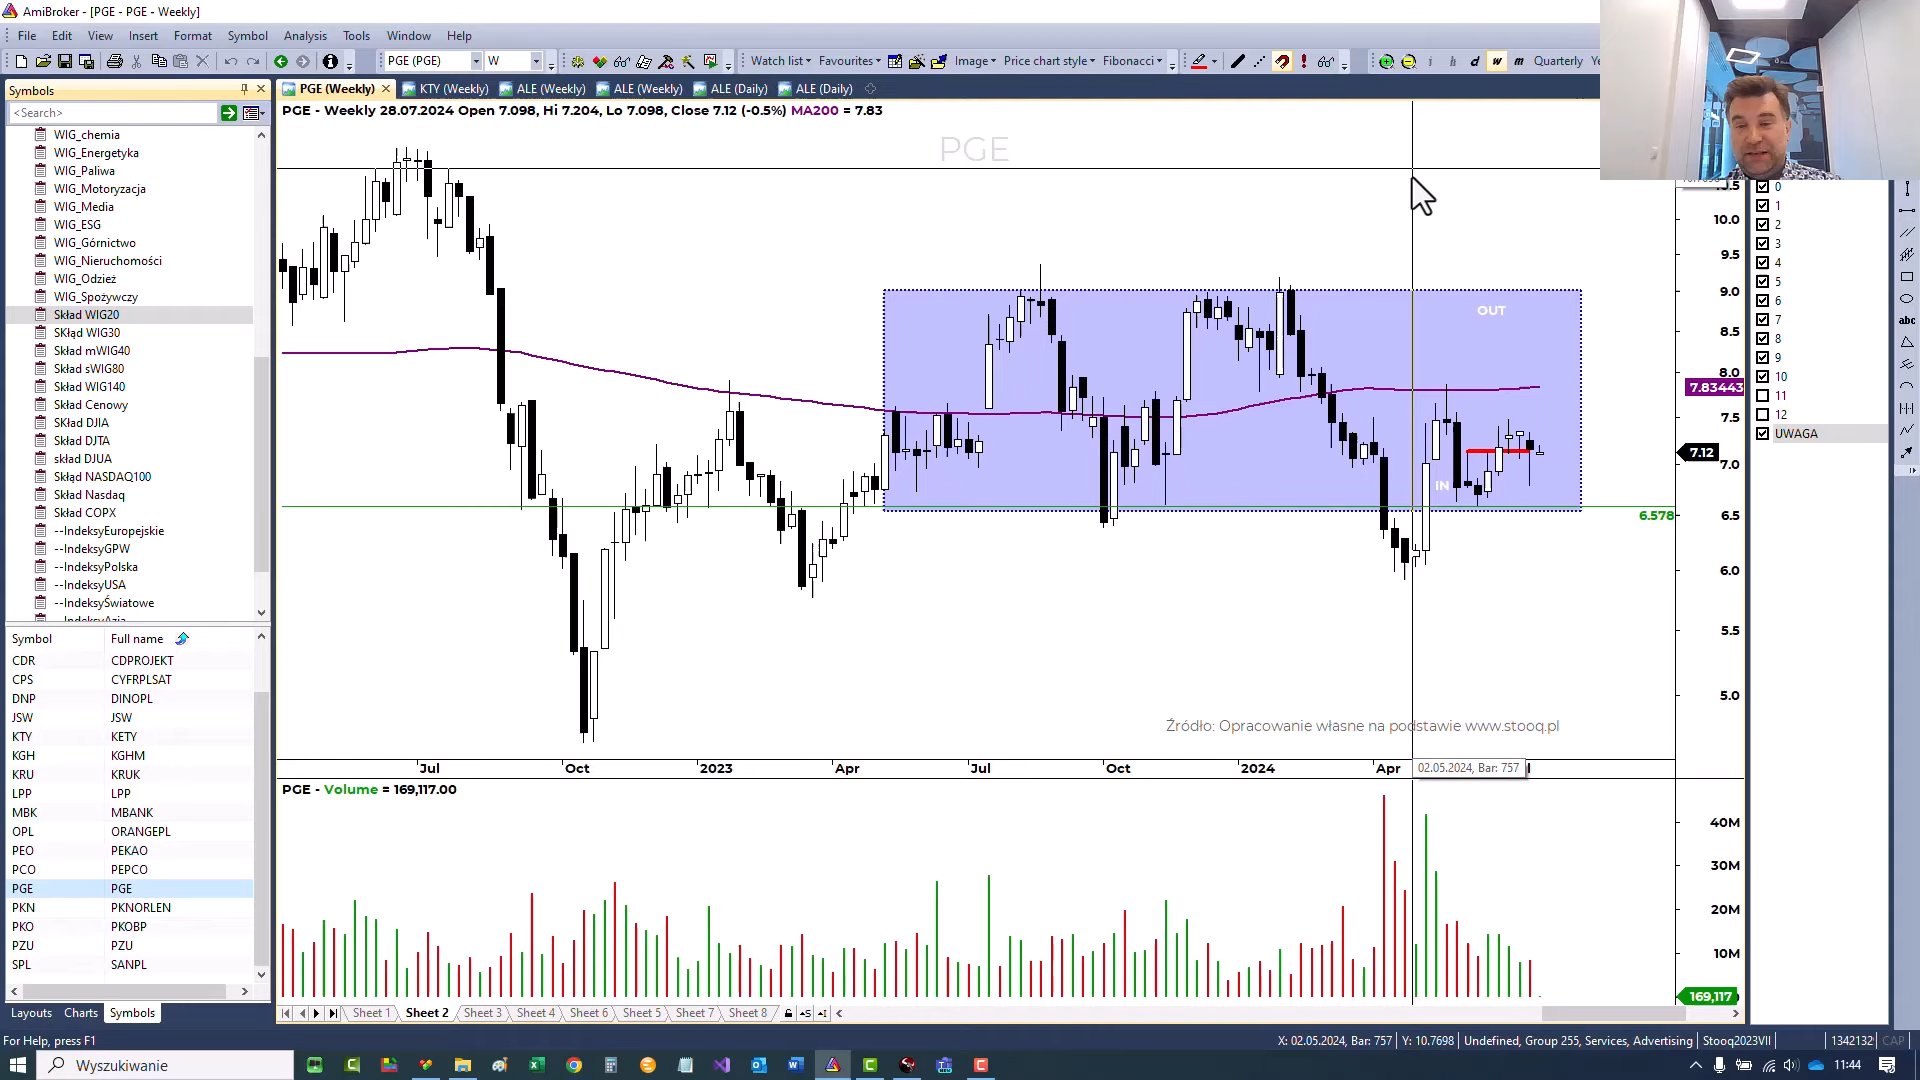 AmiBroker - [PGE - PGE - Weekly]
File Edit View Insert Format Symbol Analysis Tools Window Help
PGE (PGE) W Watch list Favourites Image Price chart style Fibonacci i h d w m Quarterly
Symbols
PGE (Weekly) KTY (Weekly) ALE (Weekly) ALE (Weekly) ALE (Daily) ALE (Daily)
<Search>
PGE - Weekly 28.07.2024 Open 7.098, Hi 7.204, Lo 7.098, Close 7.12 (-0.5%) MA200 = 7.83
PGE
WIG_chemia
WIG_Energetyka
WIG_Paliwa
WIG_Motoryzacja
WIG_Media
WIG_ESG
WIG_Górnictwo
WIG_Nieruchomości
WIG_Odzież
WIG_Spożywczy
Skład WIG20
SKład WIG30
Skład mWIG40
Skład sWIG80
Skład WIG140
Skład Cenowy
SKład DJIA
SKład DJTA
skład DJUA
Skład NASDAQ100
Skład Nasdaq
Skład COPX
--IndeksyEuropejskie
--IndeksyGPW
--IndeksyPolska
--IndeksyUSA
--IndeksyŚwiatowe
Symbol Full name
CDR CDPROJEKT
CPS CYFRPLSAT
DNP DINOPL
JSW JSW
KTY KETY
KGH KGHM
KRU KRUK
LPP LPP
MBK MBANK
OPL ORANGEPL
PEO PEKAO
PCO PEPCO
PGE PGE
PKN PKNORLEN
PKO PKOBP
PZU PZU
SPL SANPL
Layouts Charts Symbols
OUT
IN
10.0
9.5
9.0
8.5
8.0
7.83443
7.5
7.12
7.0
6.578
6.5
6.0
5.5
5.0
Źródło: Opracowanie własne na podstawie www.stooq.pl
Jul Oct 2023 Apr Jul Oct 2024 Apr 02.05.2024, Bar: 757
PGE - Volume = 169,117.00
40M
30M
20M
10M
169,117
0
1
2
3
4
5
6
7
8
9
10
11
12
UWAGA
abc
Sheet 1 Sheet 2 Sheet 3 Sheet 4 Sheet 6 Sheet 5 Sheet 7 Sheet 8
For Help, press F1 X: 02.05.2024, Bar: 757 Y: 10.7698 Undefined, Group 255, Services, Advertising Stooq2023VII 1342132 CAP
Wyszukiwanie 11:44